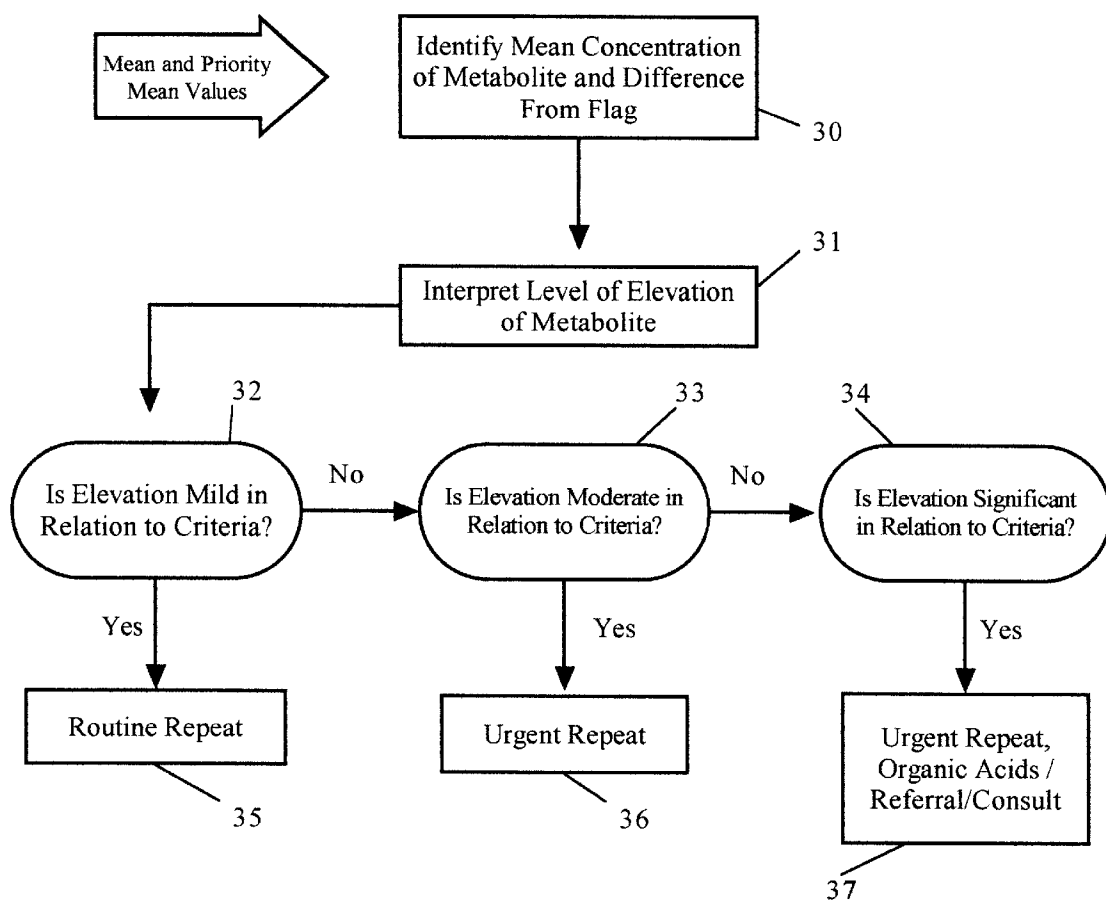 Mean and Priority
Mean Values
Identify Mean Concentration
of Metabolite and Difference
From Flag
30
31
Interpret Level of Elevation
of Metabolite
32
33
34
Is Elevation Mild in
Relation to Criteria?
No
Is Elevation Moderate in
Relation to Criteria?
No
Is Elevation Significant
in Relation to Criteria?
Yes
Yes
Yes
Routine Repeat
Urgent Repeat
Urgent Repeat,
Organic Acids /
Referral/Consult
35
36
37